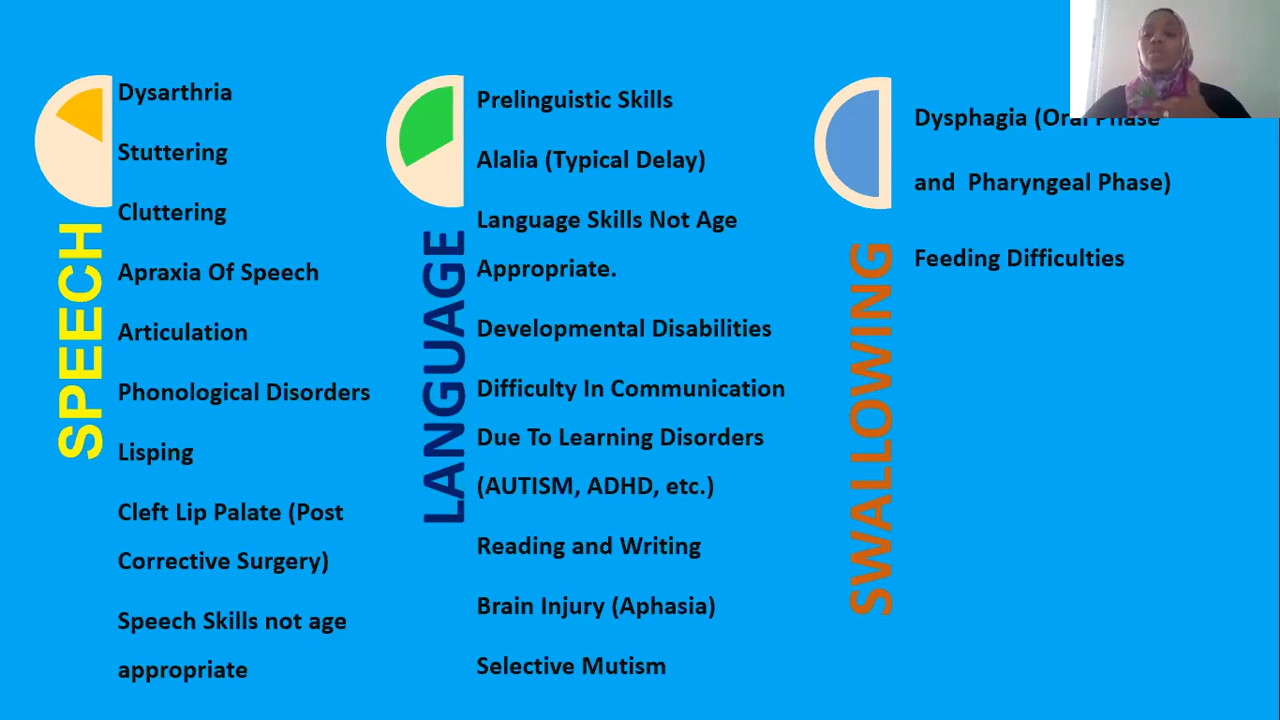 SPEECH
Dysarthria
Stuttering
Cluttering
Apraxia Of Speech
Articulation
Phonological Disorders
Lisping
Cleft Lip Palate (Post
Corrective Surgery)
Speech Skills not age
appropriate
LANGUAGE
Prelinguistic Skills
Alalia (Typical Delay)
Language Skills Not Age
Appropriate.
Developmental Disabilities
Difficulty In Communication
Due To Learning Disorders
(AUTISM, ADHD, etc.)
Reading and Writing
Brain Injury (Aphasia)
Selective Mutism
SWALLOWING
Dysphagia (Oral Phase
and Pharyngeal Phase)
Feeding Difficulties